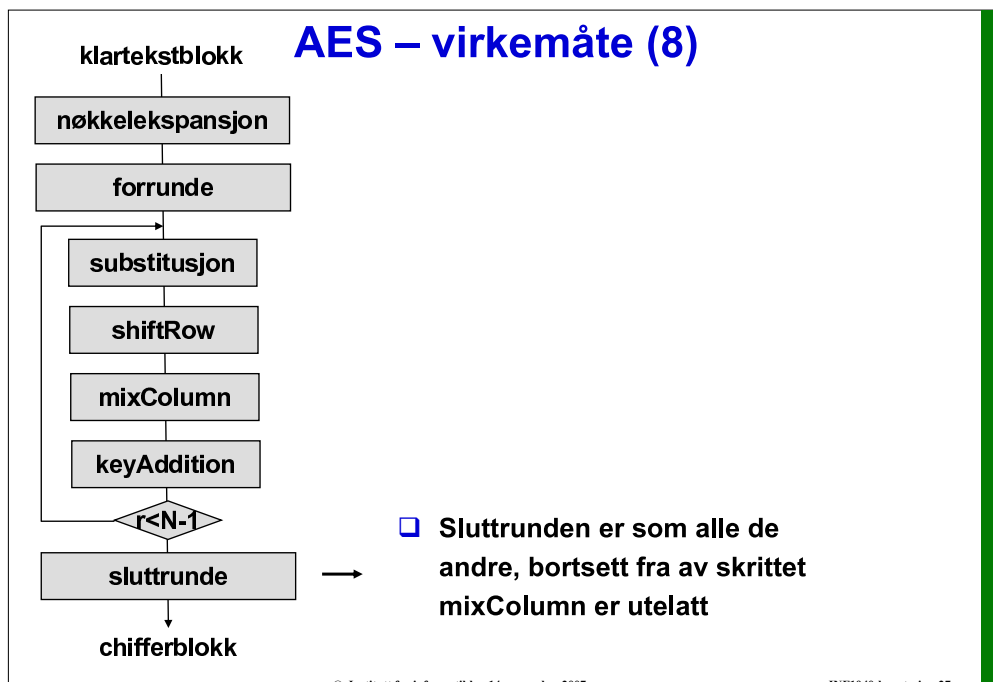 AES – virkemåte (8)
klartekstblokk
nøkkelekspansjon
forrunde
substitusjon
shiftRow
mixColumn
keyAddition
r<N-1
sluttrunde
chifferblokk
❑ Sluttrunden er som alle de
andre, bortsett fra av skrittet
mixColumn er utelatt